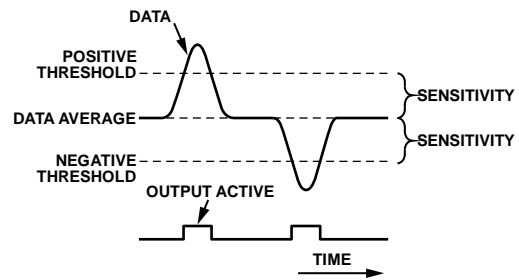 DATA
POSITIVE
THRESHOLD
SENSITIVITY
DATA AVERAGE
SENSITIVITY
NEGATIVE
THRESHOLD
OUTPUT ACTIVE
TIME